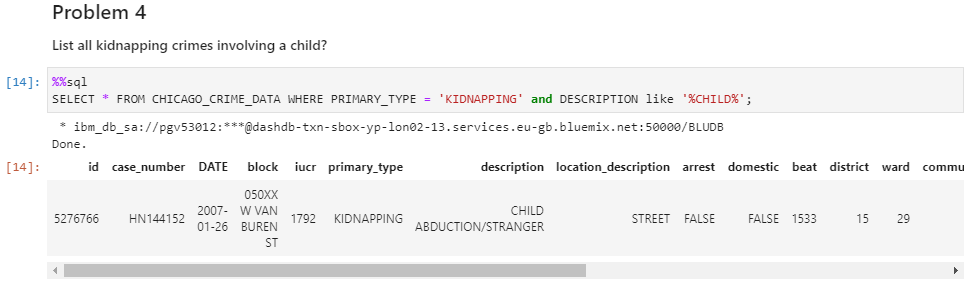 Problem 4
List all kidnapping crimes involving a child?
[14]: %%sql
SELECT * FROM CHICAGO_CRIME_DATA WHERE PRIMARY_TYPE = 'KIDNAPPING' and DESCRIPTION like '%CHILD%';
* ibm_db_sa://pgv53012:***@dashdb-txn-sbox-yp-lon02-13.services.eu-gb.bluemix.net:50000/BLUDB
Done.
[14]: id case_number DATE block iucr primary_type description location_description arrest domestic beat district ward commu
5276766 HN144152 2007-01-26 050XX W VAN BUREN ST 1792 KIDNAPPING CHILD ABDUCTION/STRANGER STREET FALSE FALSE 1533 15 29